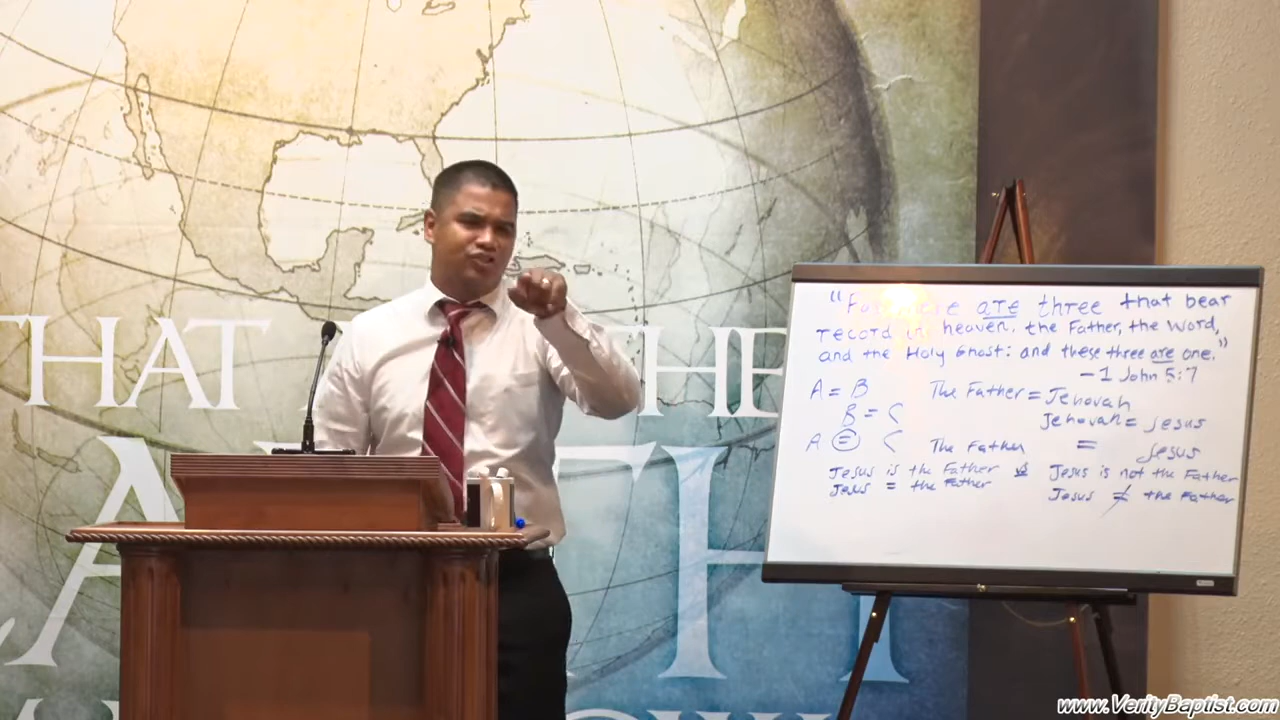 THAT THE
"For there are three that bear
record in heaven, the Father, the Word,
and the Holy Ghost: and these three are one."
- 1 John 5:7
A = B The Father = Jehovah
B = C Jehovah = Jesus
A = C The Father = Jesus
Jesus is the Father Jesus is not the Father
Jesus = the Father Jesus ≠ the Father
www.VerityBaptist.com